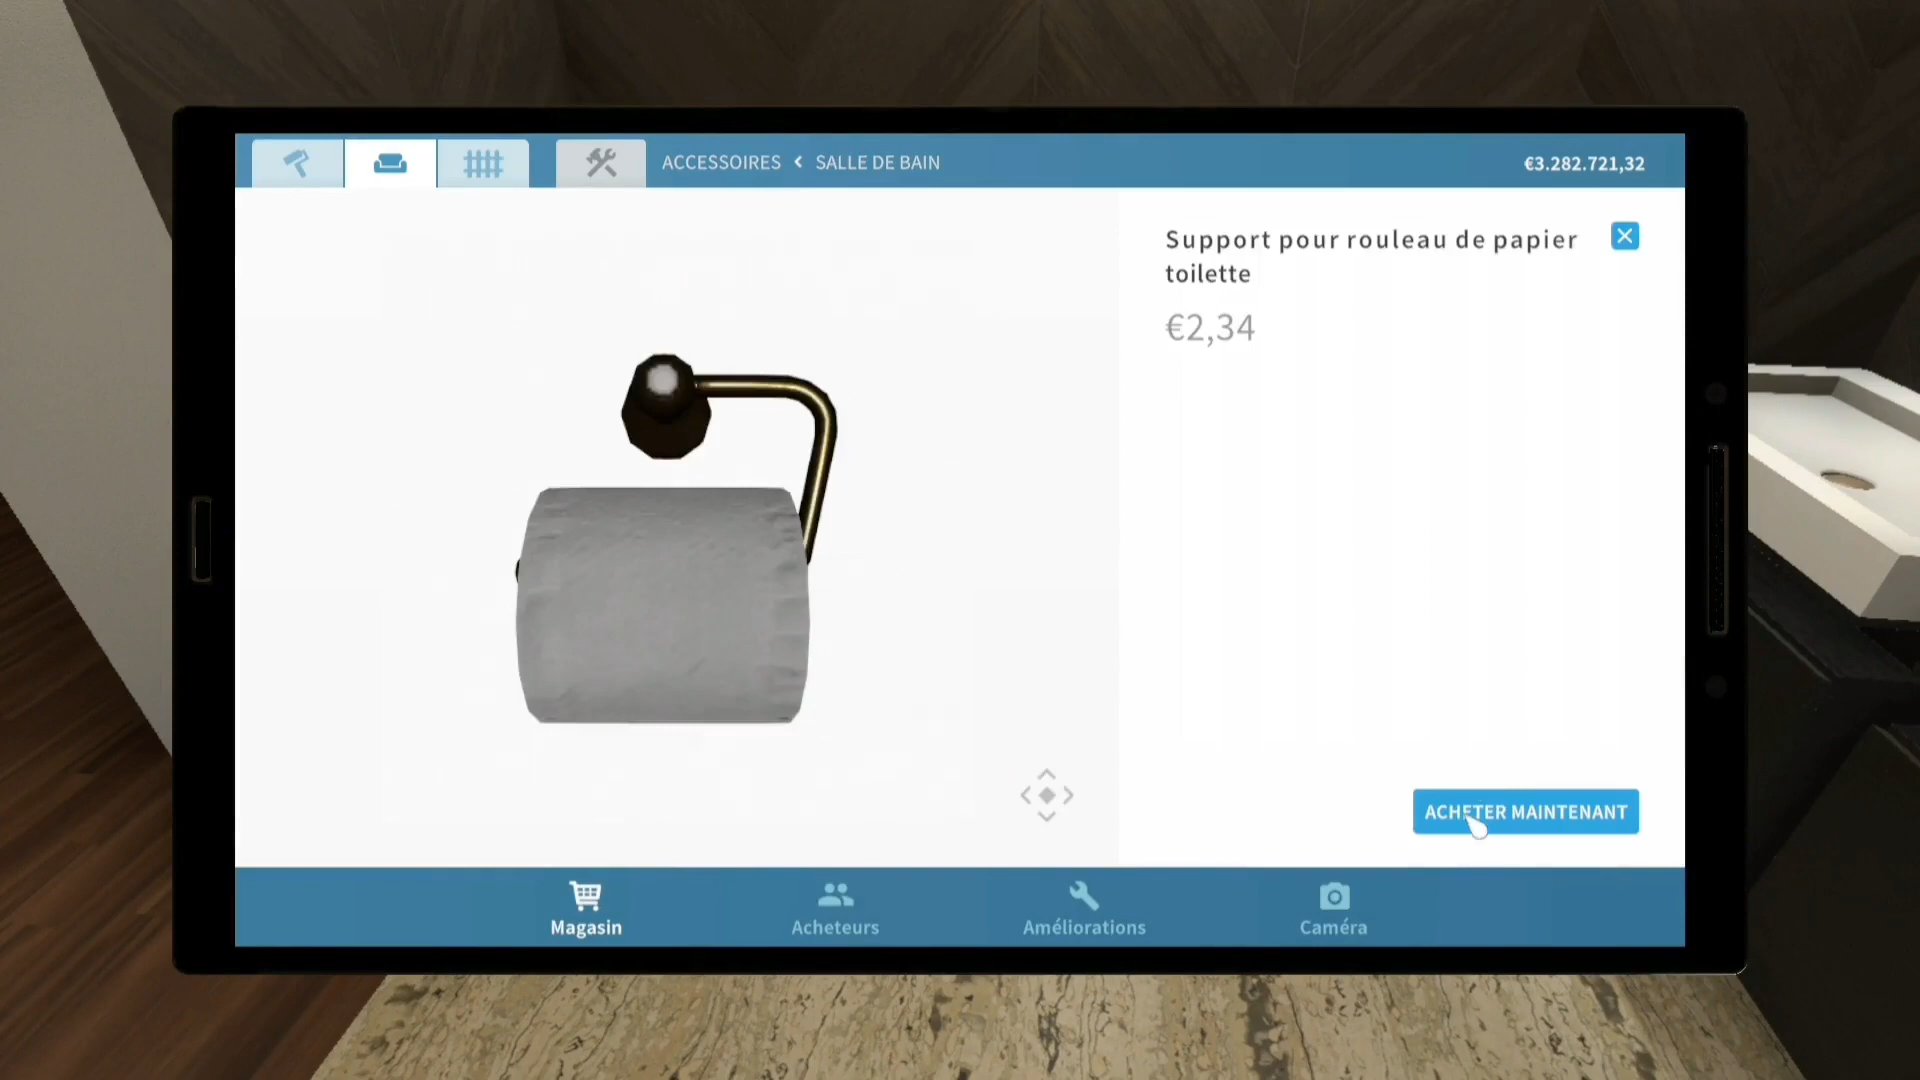 ACCESSOIRES < SALLE DE BAIN
€3.282.721,32
Support pour rouleau de papier
toilette
€2,34
ACHETER MAINTENANT
Magasin
Acheteurs
Améliorations
Caméra